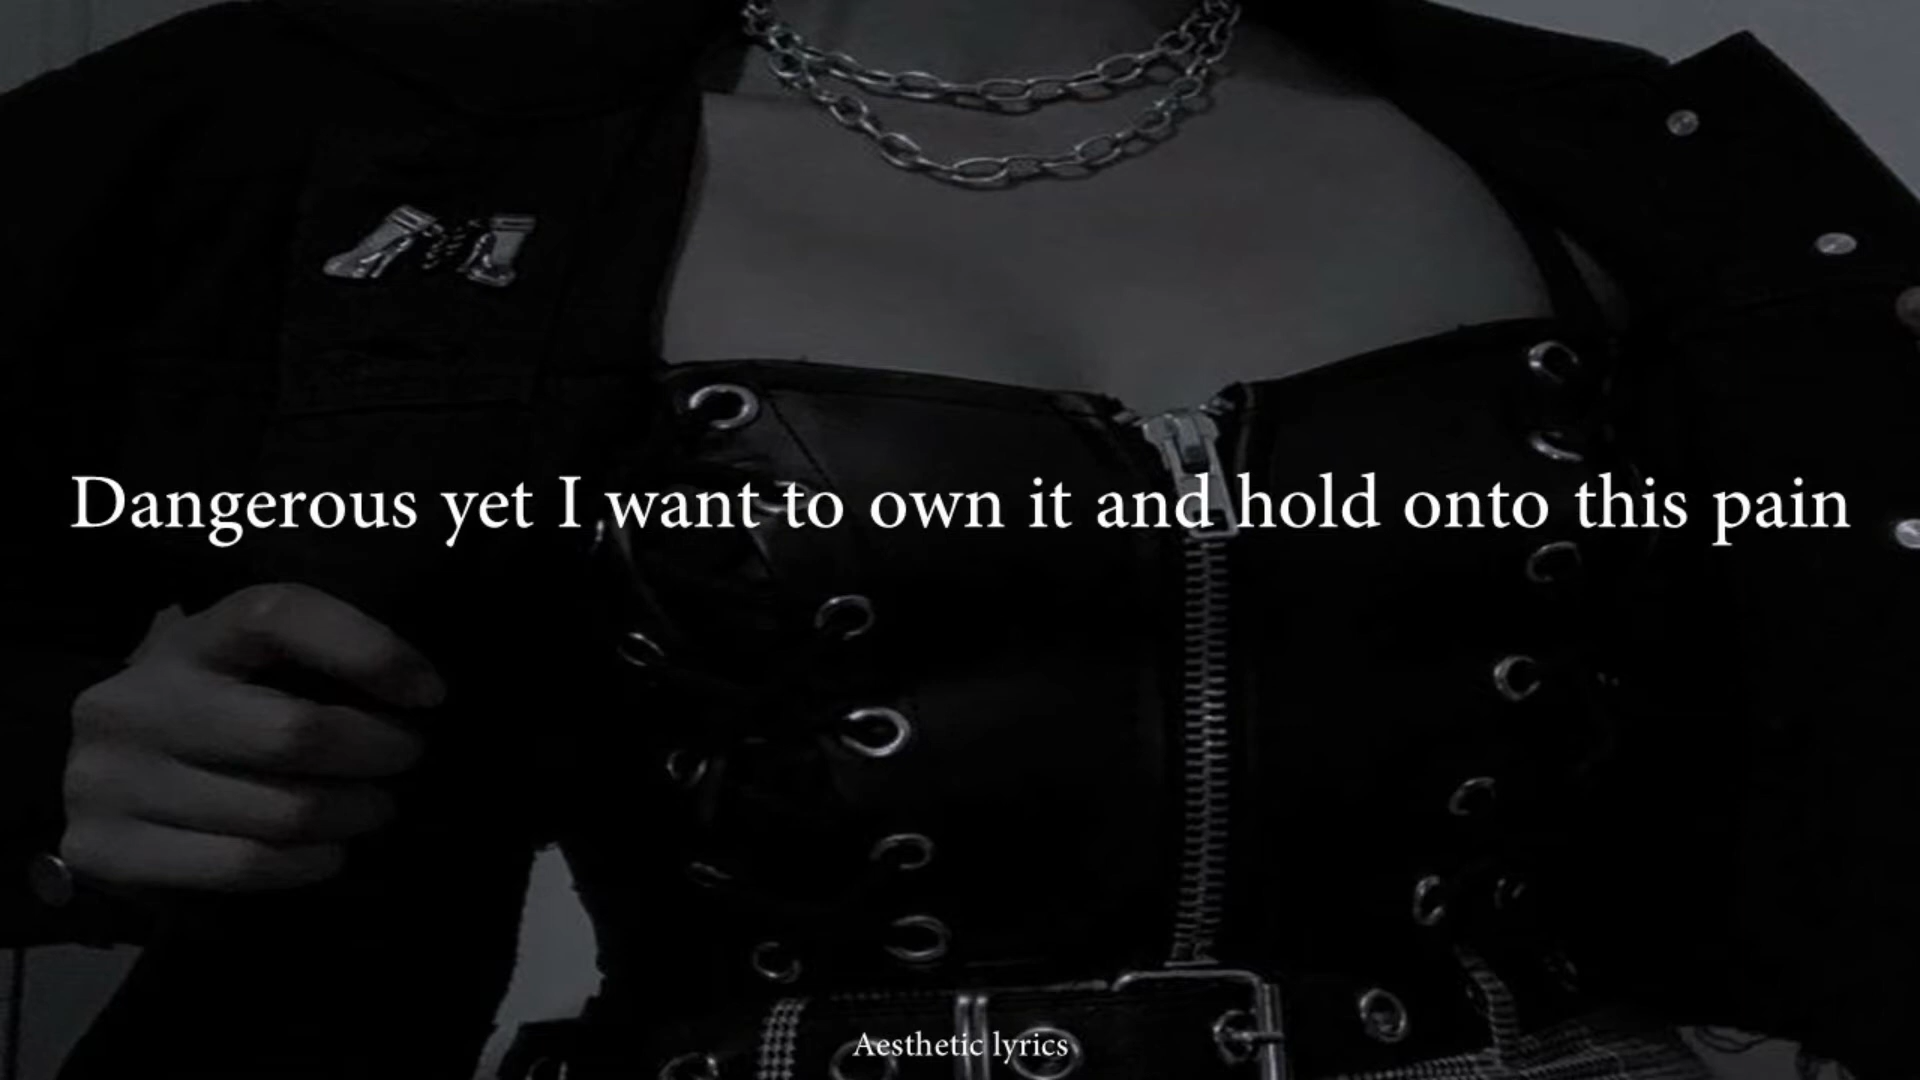 Dangerous yet I want to own it and hold onto this pain
Aesthetic lyrics